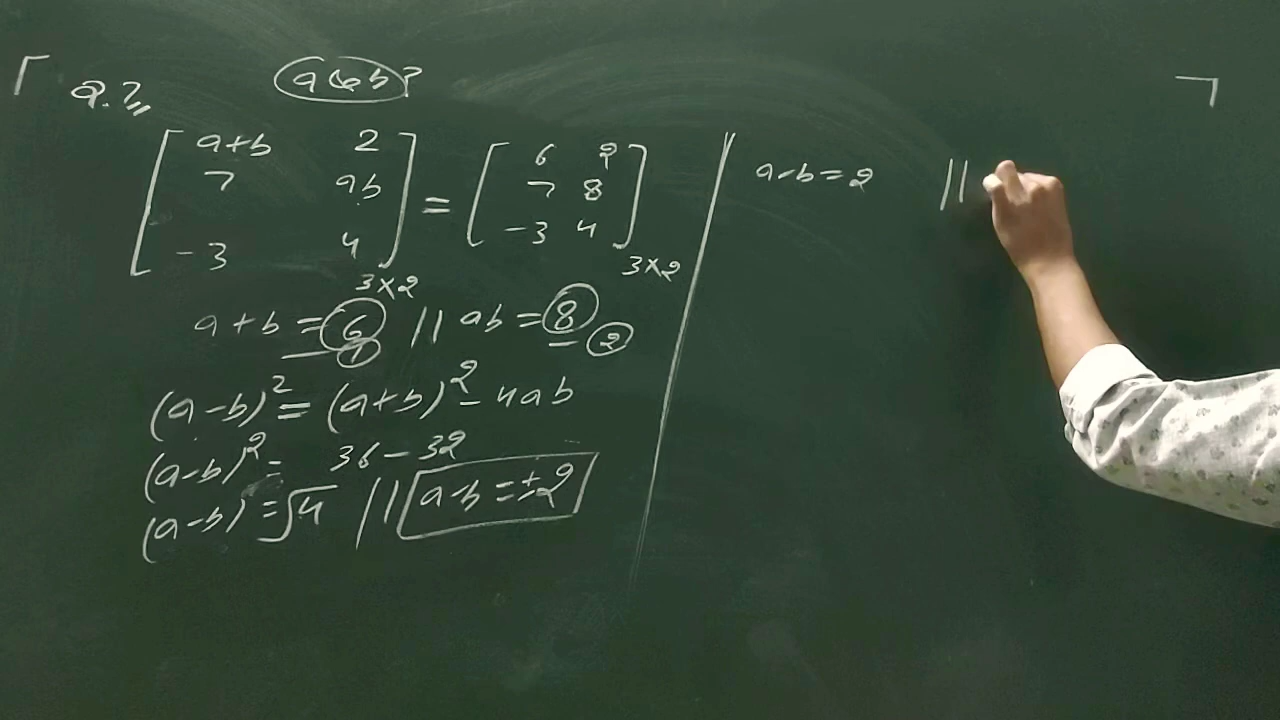 Q.7
a & b?
[ a+b 2 ] = [ 6 2 ]
[ 7 ab ] [ 7 8 ]
[ -3 4 ] 3×2 [ -3 4 ] 3×2
a+b = 6 ① || ab = 8 ②
(a-b)² = (a+b)² - 4ab
(a-b)² = 36 - 32
(a-b) = √4 || a-b = ±2
a-b = 2 ||